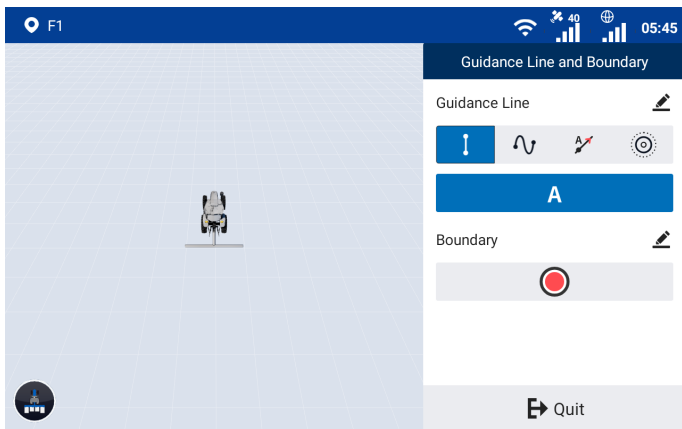 F1
40
05:45
Guidance Line and Boundary
Guidance Line
A
A
Boundary
Quit